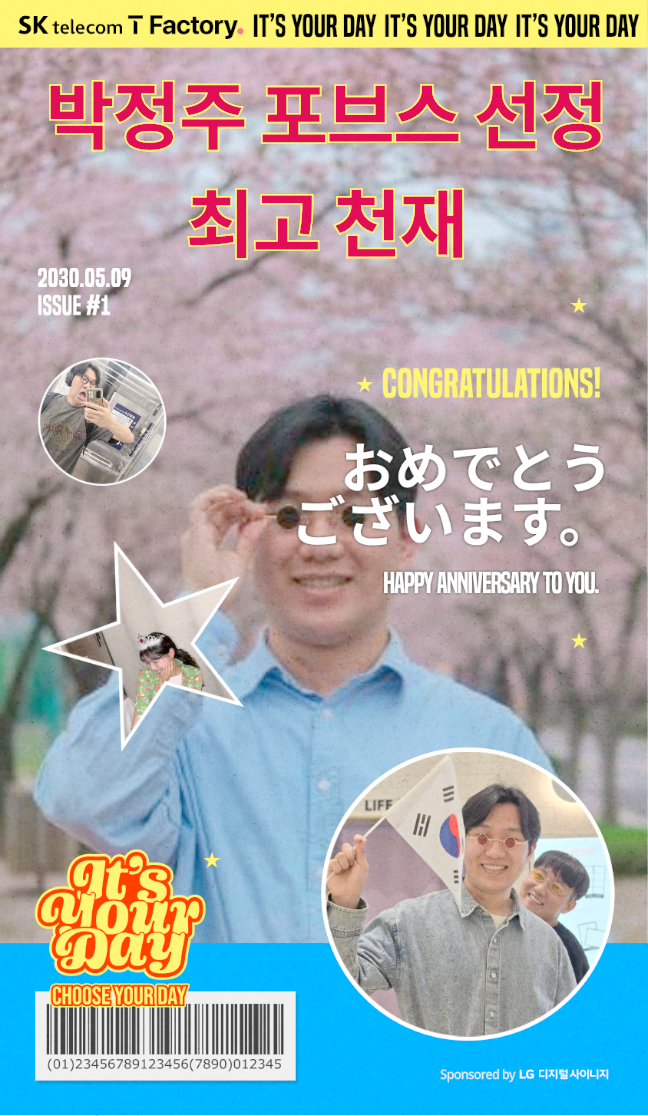 SK telecom T Factory. IT'S YOUR DAY IT'S YOUR DAY IT'S YOUR DAY
박정주 포브스 선정
최고 천재
2030.05.09
ISSUE #1
CONGRATULATIONS!
おめでとう
ございます。
HAPPY ANNIVERSARY TO YOU.
LIFF
It's
Your
Day
CHOOSE YOUR DAY
(01)23456789123456(7890)012345
Sponsored by LG 디지털사이니지